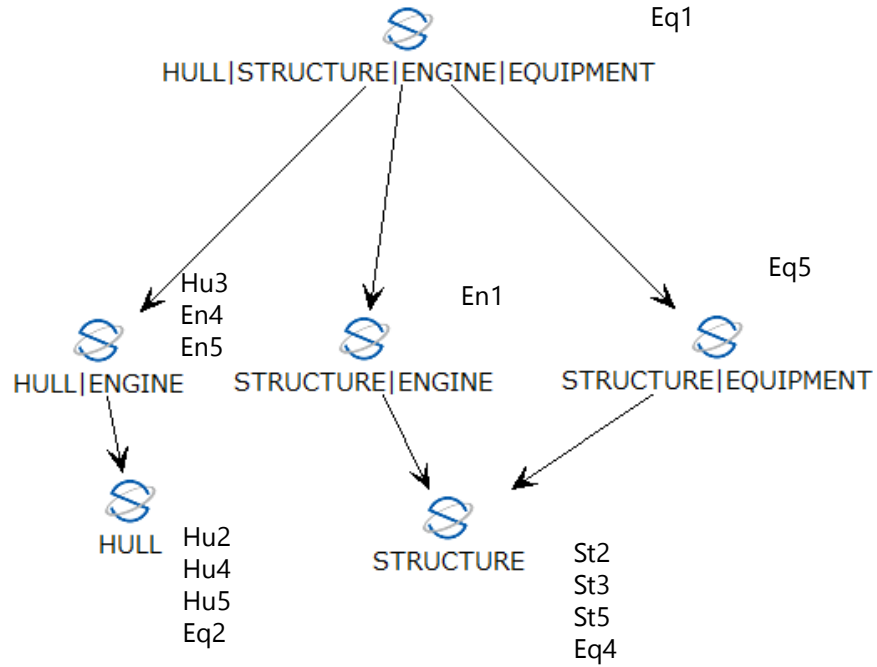 Eq1
HULL|STRUCTURE|ENGINE|EQUIPMENT
Hu3
En4
En5
En1
Eq5
HULL|ENGINE
STRUCTURE|ENGINE
STRUCTURE|EQUIPMENT
HULL
Hu2
Hu4
Hu5
Eq2
STRUCTURE
St2
St3
St5
Eq4